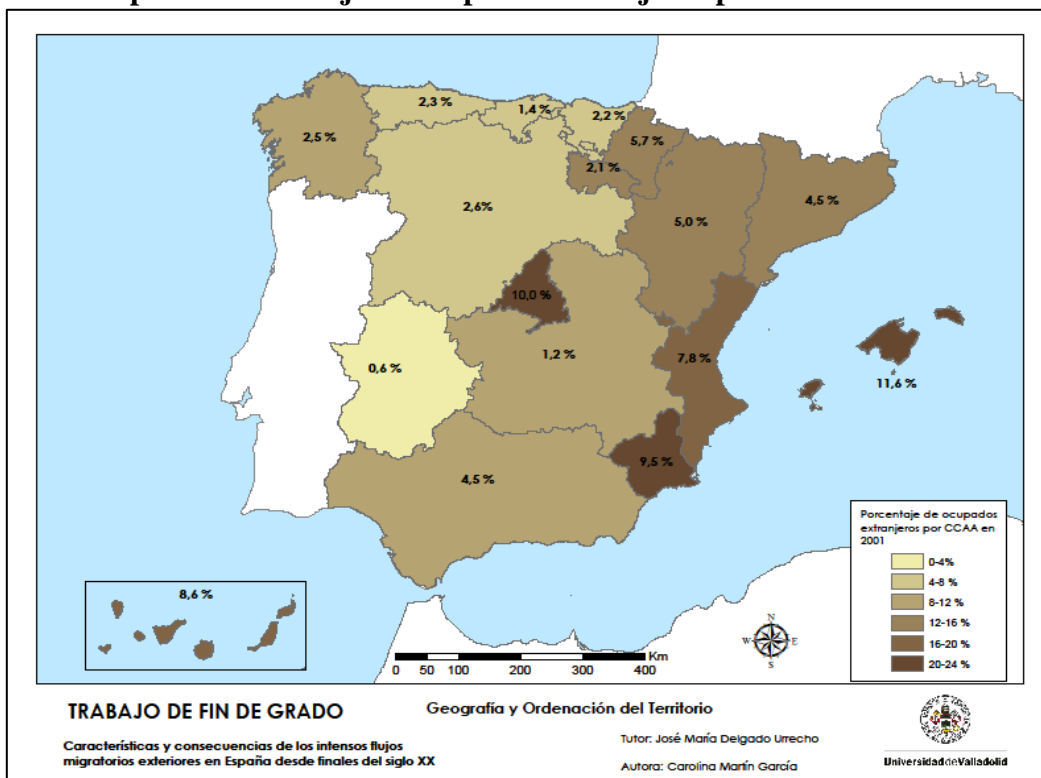 2,3 %
1,4 %
2,2 %
2,5 %
5,7 %
2,1 %
2,6%
5,0 %
4,5 %
10,0 %
1,2 %
0,6 %
7,8 %
11,6 %
9,5 %
4,5 %
8,6 %
Porcentaje de ocupados
extranjeros por CCAA en
2001
0-4%
4-8 %
8-12 %
12-16 %
16-20 %
20-24 %
N
W E
S
Km
0 50 100 200 300 400
TRABAJO DE FIN DE GRADO
Geografía y Ordenación del Territorio
Características y consecuencias de los intensos flujos
migratorios exteriores en España desde finales del siglo XX
Tutor: José María Delgado Urrecho
Autora: Carolina Martín García
Universidad de Valladolid